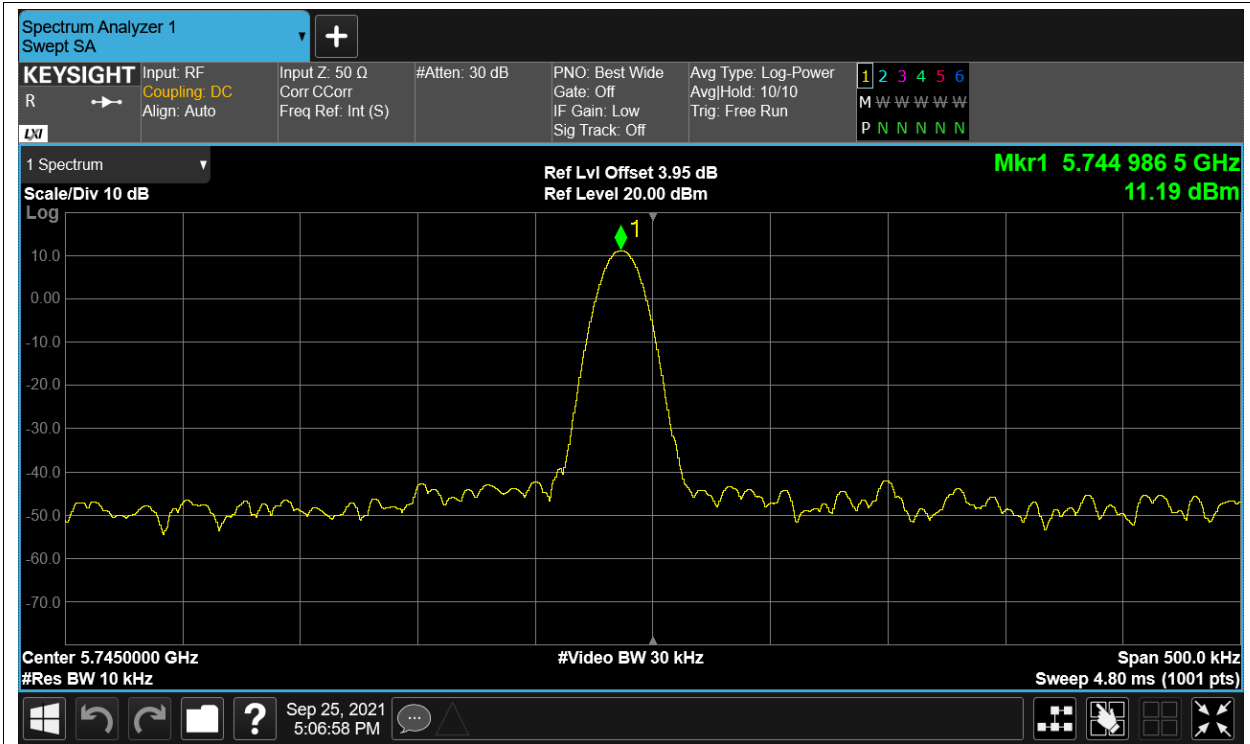 Spectrum Analyzer 1
Swept SA
KEYSIGHT
R
LXI
Input: RF
Coupling: DC
Align: Auto
Input Z: 50 Ω
Corr CCorr
Freq Ref: Int (S)
#Atten: 30 dB
PNO: Best Wide
Gate: Off
IF Gain: Low
Sig Track: Off
Avg Type: Log-Power
Avg|Hold: 10/10
Trig: Free Run
1 2 3 4 5 6
M W W W W W
P N N N N N
1 Spectrum
Scale/Div 10 dB
Log
Ref Lvl Offset 3.95 dB
Ref Level 20.00 dBm
Mkr1 5.744 986 5 GHz
11.19 dBm
1
10.0
0.00
-10.0
-20.0
-30.0
-40.0
-50.0
-60.0
-70.0
Center 5.7450000 GHz
#Res BW 10 kHz
#Video BW 30 kHz
Span 500.0 kHz
Sweep 4.80 ms (1001 pts)
?
Sep 25, 2021
5:06:58 PM